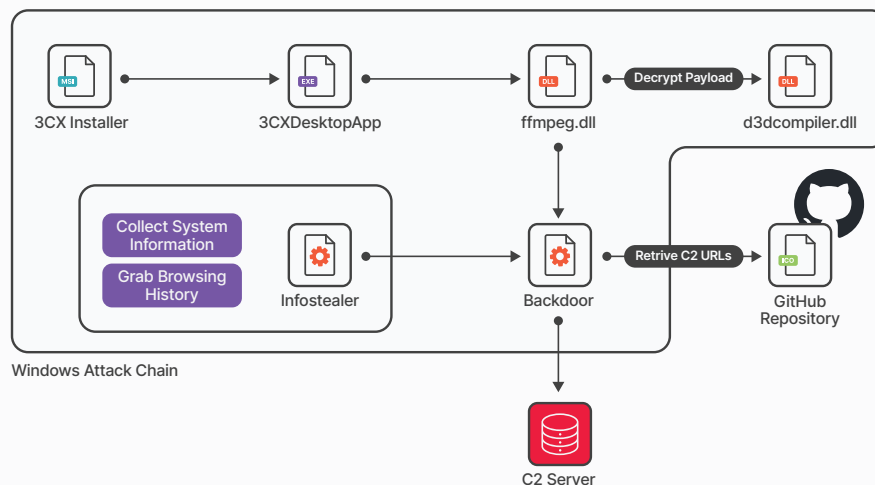 MSI
EXE
DLL
Decrypt Payload
DLL
3CX Installer
3CXDesktopApp
ffmpeg.dll
d3dcompiler.dll
Collect System
Information
Grab Browsing
History
Infostealer
Backdoor
Retrive C2 URLs
ICO
GitHub
Repository
Windows Attack Chain
C2 Server